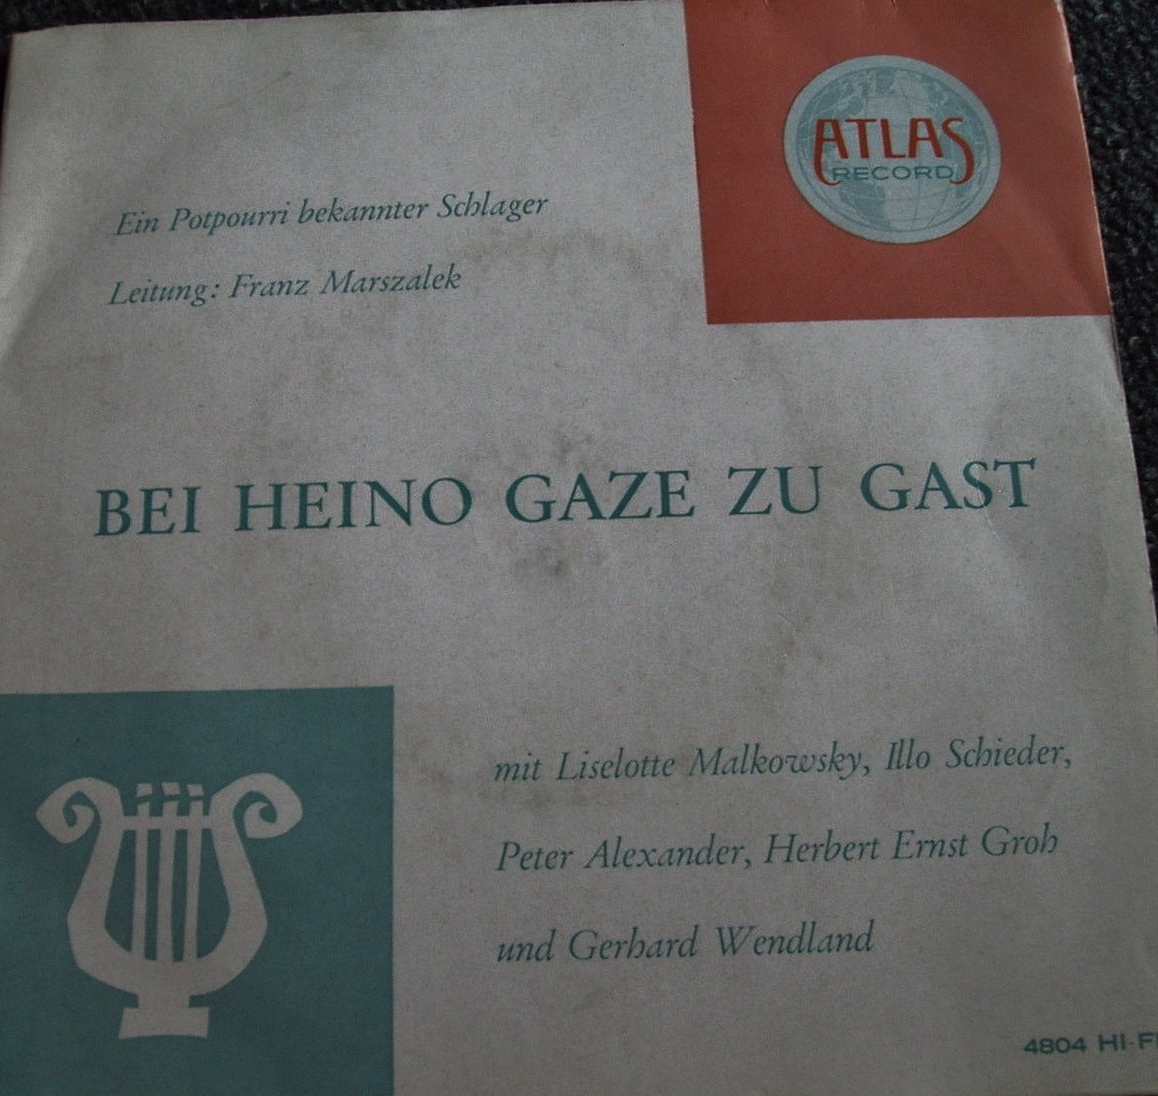 ATLAS
RECORD
Ein Potpourri bekannter Schlager
Leitung: Franz Marszalek
BEI HEINO GAZE ZU GAST
mit Liselotte Malkowsky, Illo Schieder,
Peter Alexander, Herbert Ernst Groh
und Gerhard Wendland
4804 HI-FI